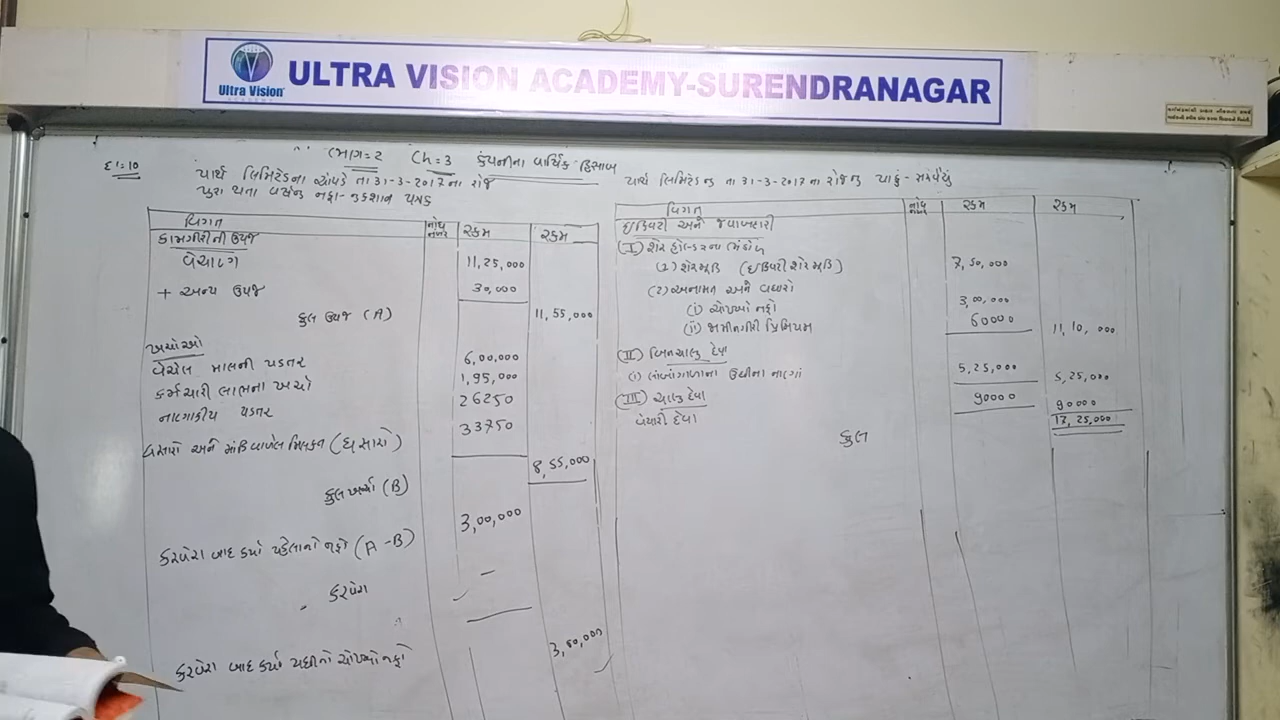 Ultra Vision
ACADEMY
ULTRA VISION ACADEMY-SURENDRANAGAR
ભાગ=2 Ch=3 કંપનીના વાર્ષિક હિસાબ
દા:10
પાર્થ લિમિટેડના ચોપડે તા 31-3-2017ના રોજ
પુરા થતા વર્ષનુ નફા-નુકશાન પત્રક
વિગત નોંધ નંબર રકમ રકમ
કામગીરીની ઉપજ
વેચાણ 11,25,000
+ અન્ય ઉપજ 30,000
કુલ ઉપજ (A) 11,55,000
ખર્ચાઓ
વેચેલ માલની પડતર 6,00,000
કર્મચારી લાભના ખર્ચા 1,95,000
નાણાકીય પડતર 26250
ઘસારો અને માંડિવાળેલ મિલકત (ઘસારો) 33750
કુલ ખર્ચા (B) 8,55,000
કરવેરા બાદ કર્યા પહેલાનો નફો (A-B) 3,00,000
કરવેરા -
કરવેરા બાદ કર્યા પછીનો ચોખ્ખો નફો 3,00,000
પાર્થ લિમિટેડનુ તા 31-3-2017ના રોજનુ પાકું-સરવૈયું
વિગત નોંધ નંબર રકમ રકમ
ઇક્વિટી અને જવાબદારી
(I) શેર હોલ્ડરના ભંડોળ
(1) શેરમૂડિ (ઇક્વિટી શેર મૂડિ) 7,50,000
(2) અનામત અને વધારો
(i) ચોખ્ખો નફો 3,00,000
(ii) જામીનગીરી પ્રિમિયમ 60000 11,10,000
(II) બિનચાલુ દેવા
(i) લાંબાગાળાના ઉછીના નાણાં 5,25,000 5,25,000
(III) ચાલુ દેવા 90000 90000
વેપારી દેવા 17,25,000
કુલ